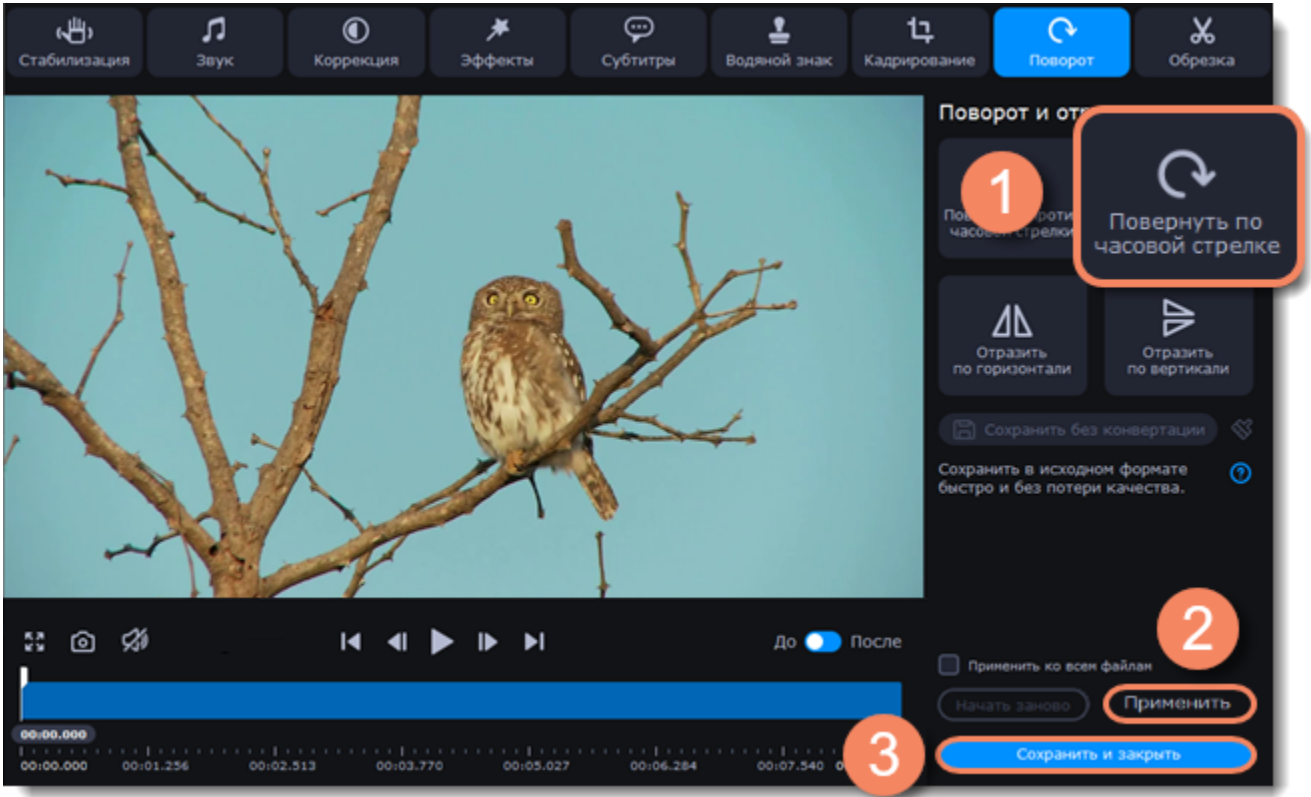 Стабилизация
Звук
Коррекция
Эффекты
Субтитры
Водяной знак
Кадрирование
Поворот
Обрезка
Поворот и
1
часовой стрелки
Повернуть по
часовой стрелке
Отразить
по горизонтали
Отразить
по вертикали
Сохранить без конвертации
Сохранить в исходном формате
быстро и без потери качества.
?
До
После
2
Применить ко всем файлам
Начать заново
Применить
00:00.000
3
Сохранить и закрыть
00:00.000
00:01.256
00:02.513
00:03.770
00:05.027
00:06.284
00:07.540